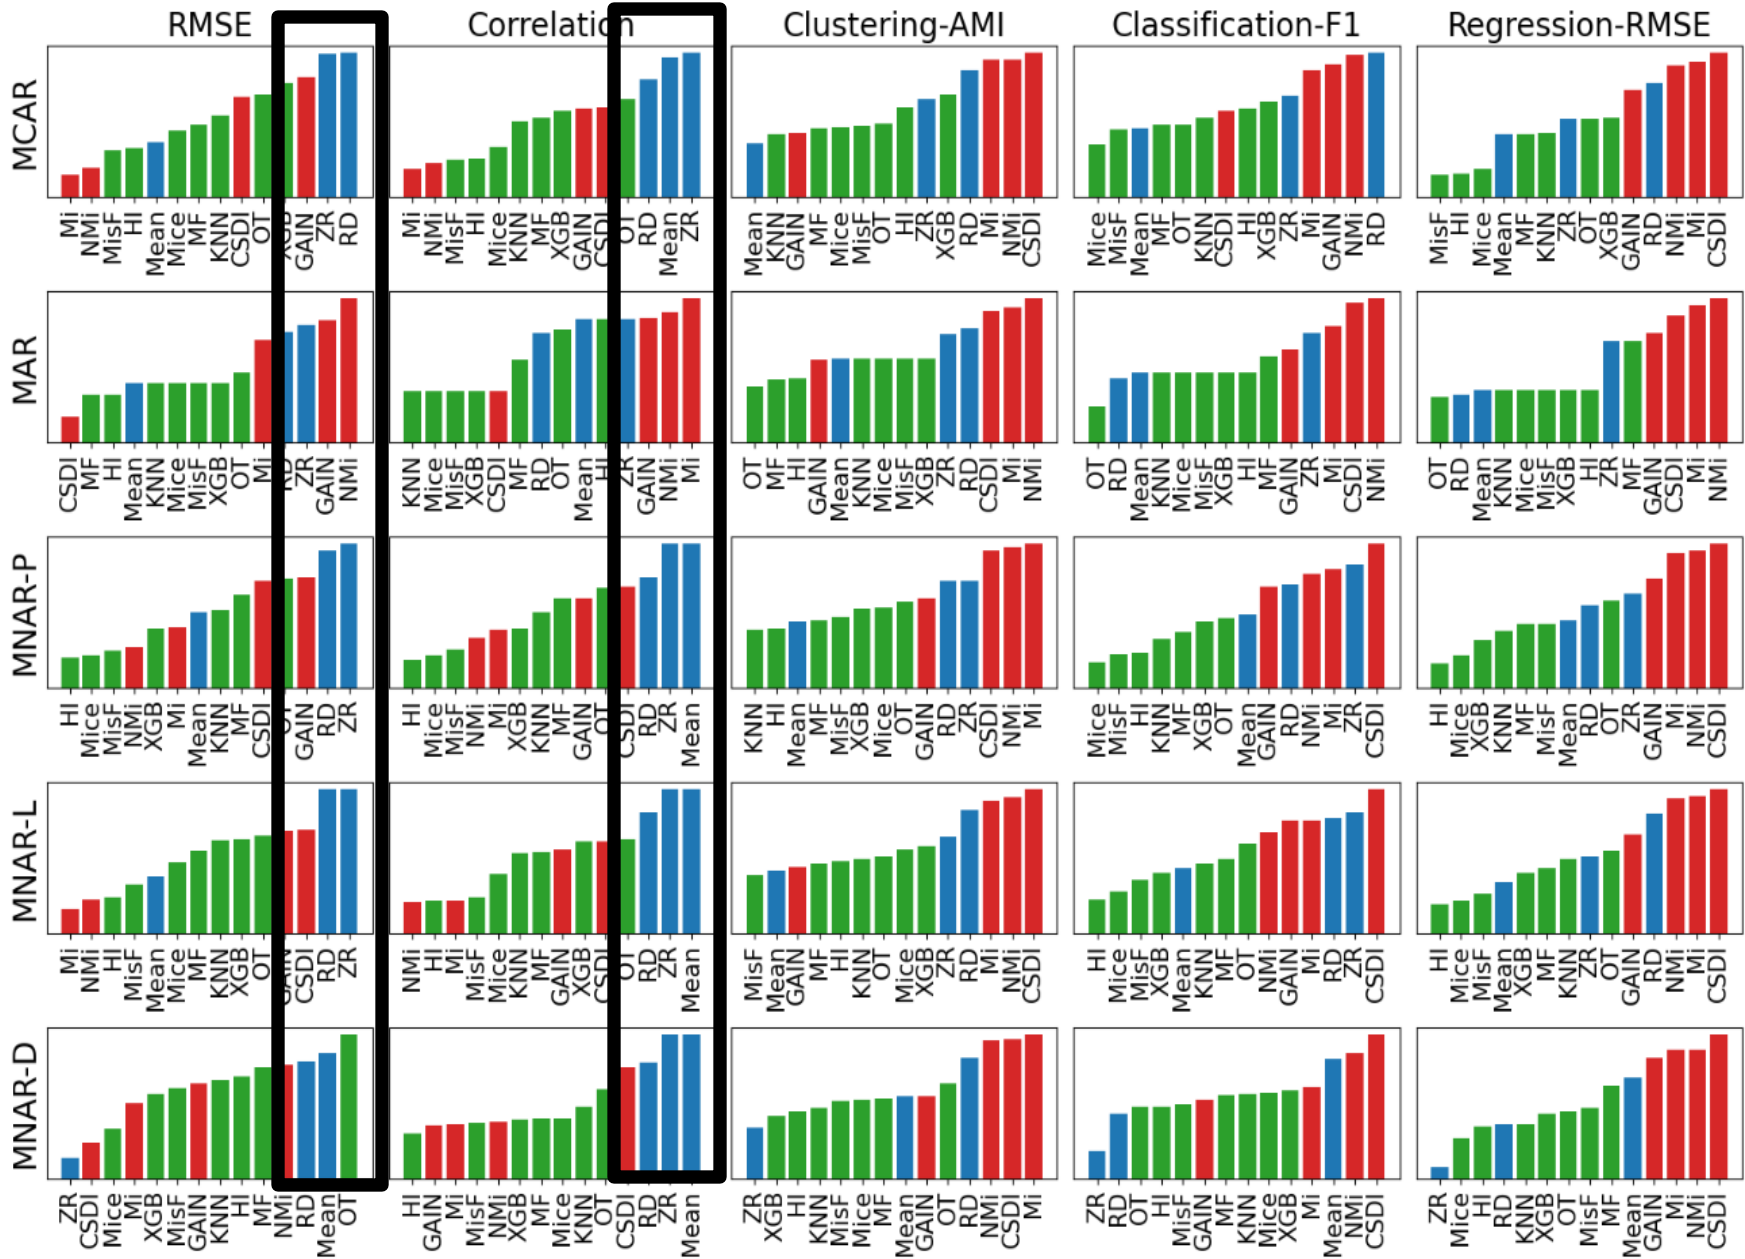 RMSE Correlation Clustering-AMI Classification-F1 Regression-RMSE
MCAR
Mi NMi MisF HI Mean Mice MF KNN CSDI OT XGB GAIN ZR RD
Mi NMi MisF HI Mice KNN MF XGB GAIN CSDI OT RD Mean ZR
Mean KNN GAIN MF Mice MisF OT HI ZR XGB RD Mi NMi CSDI
Mice MisF Mean MF OT KNN CSDI HI XGB ZR Mi GAIN NMi RD
MisF HI Mice Mean MF KNN ZR OT XGB GAIN RD NMi Mi CSDI
MAR
CSDI MF HI Mean KNN Mice MisF XGB OT Mi RD ZR GAIN NMi
KNN Mice MisF XGB CSDI MF RD OT Mean HI ZR GAIN NMi Mi
OT MF HI GAIN Mean KNN Mice MisF XGB ZR RD CSDI Mi NMi
OT RD Mean KNN Mice MisF XGB HI MF GAIN ZR Mi CSDI NMi
OT RD Mean KNN Mice MisF XGB HI ZR MF GAIN CSDI Mi NMi
MNAR-P
HI Mice MisF NMi XGB Mi Mean KNN MF CSDI OT GAIN RD ZR
HI Mice MisF NMi Mi XGB KNN MF GAIN OT CSDI RD ZR Mean
KNN HI Mean MF MisF XGB Mice OT GAIN RD ZR CSDI NMi Mi
Mice MisF HI KNN MF XGB OT Mean GAIN RD NMi Mi ZR CSDI
HI Mice XGB KNN MF MisF Mean RD OT ZR GAIN Mi NMi CSDI
MNAR-L
Mi NMi HI MisF Mean Mice MF KNN XGB OT GAIN CSDI RD ZR
NMi HI Mi MisF Mice KNN MF GAIN XGB CSDI OT RD ZR Mean
MisF Mean GAIN MF HI KNN OT Mice XGB ZR RD Mi NMi CSDI
HI Mice MisF XGB Mean KNN MF OT NMi GAIN Mi RD ZR CSDI
HI Mice MisF Mean XGB MF KNN ZR OT GAIN RD NMi Mi CSDI
MNAR-D
ZR CSDI Mice Mi XGB MisF GAIN KNN HI MF NMi RD Mean OT
HI GAIN Mi MisF NMi XGB MF Mice KNN OT CSDI RD ZR Mean
ZR XGB HI KNN MisF Mice MF Mean GAIN OT RD NMi CSDI Mi
ZR RD OT HI MisF GAIN MF KNN Mice XGB Mi Mean NMi CSDI
ZR Mice HI RD KNN XGB OT MisF MF Mean GAIN NMi Mi CSDI